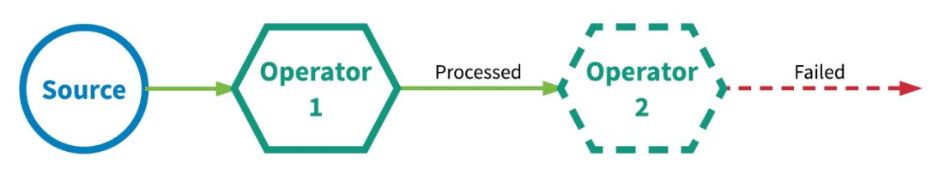 Source
Operator
1
Processed
Operator
2
Failed